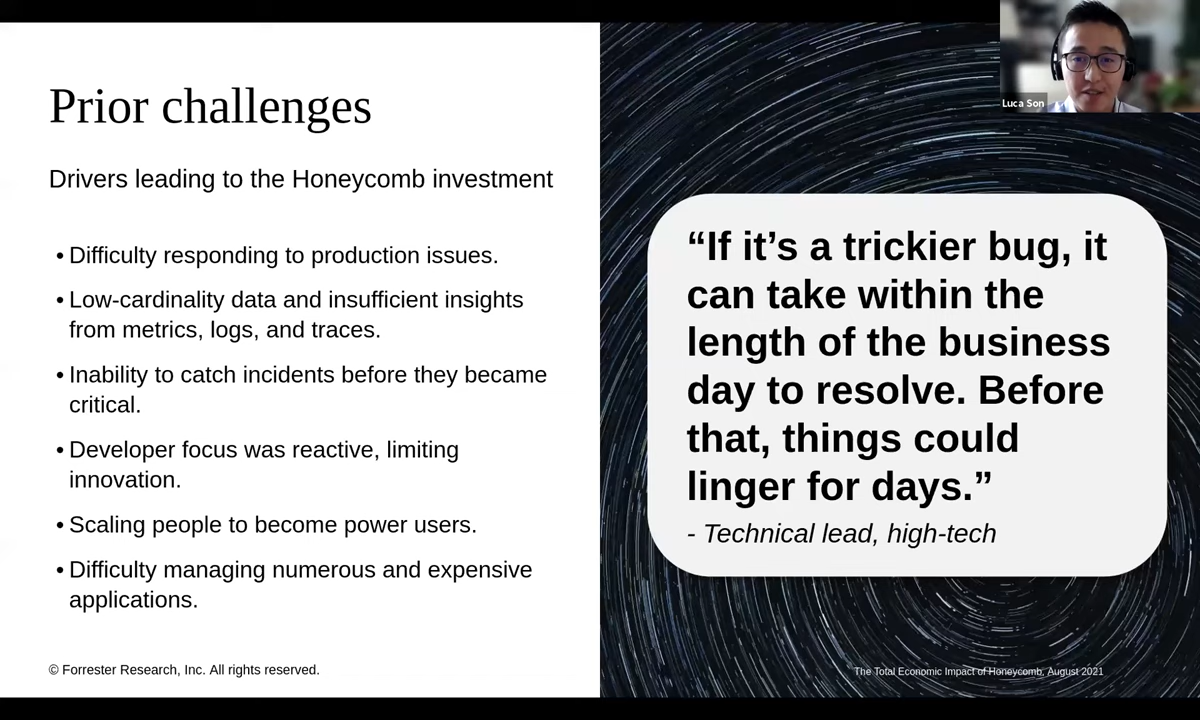 Prior challenges
Drivers leading to the Honeycomb investment
• Difficulty responding to production issues.
• Low-cardinality data and insufficient insights
from metrics, logs, and traces.
• Inability to catch incidents before they became
critical.
• Developer focus was reactive, limiting
innovation.
• Scaling people to become power users.
• Difficulty managing numerous and expensive
applications.
© Forrester Research, Inc. All rights reserved.
Luca Son
“If it’s a trickier bug, it
can take within the
length of the business
day to resolve. Before
that, things could
linger for days.”
- Technical lead, high-tech
The Total Economic Impact of Honeycomb, August 2021